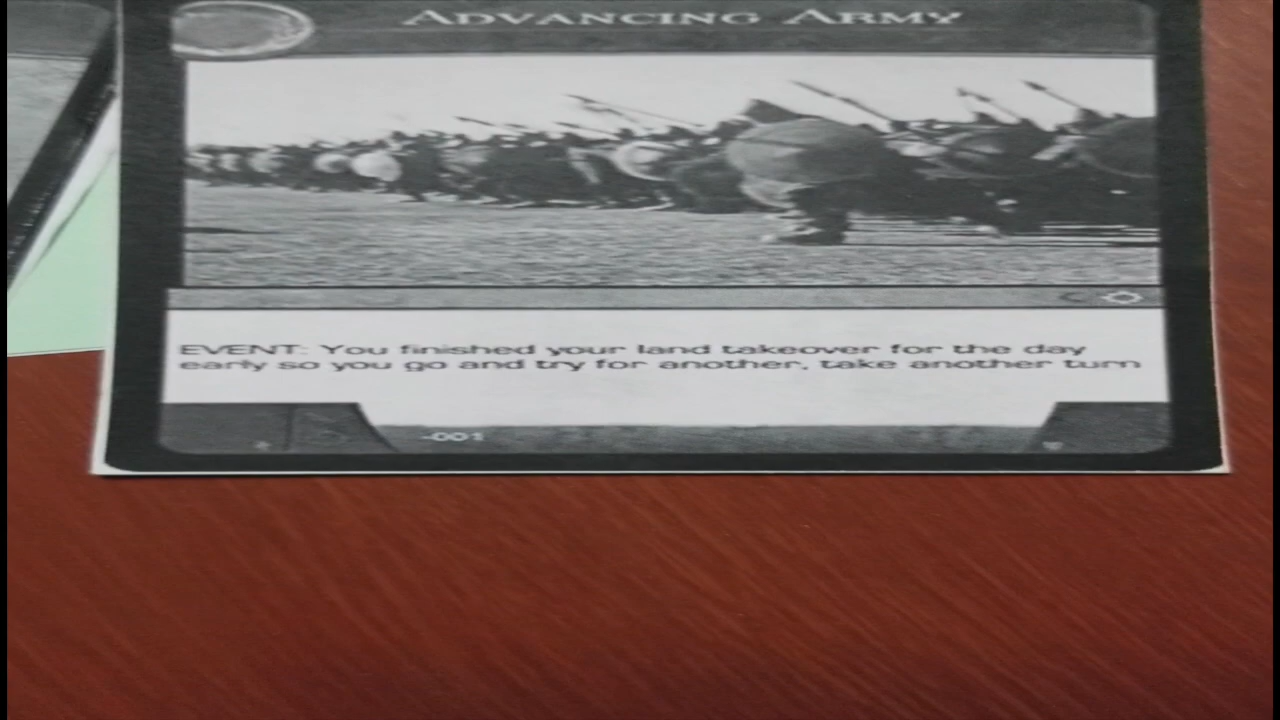 ADVANCING ARMY
EVENT: You finished your land takeover for the day
early so you go and try for another, take another turn
-001